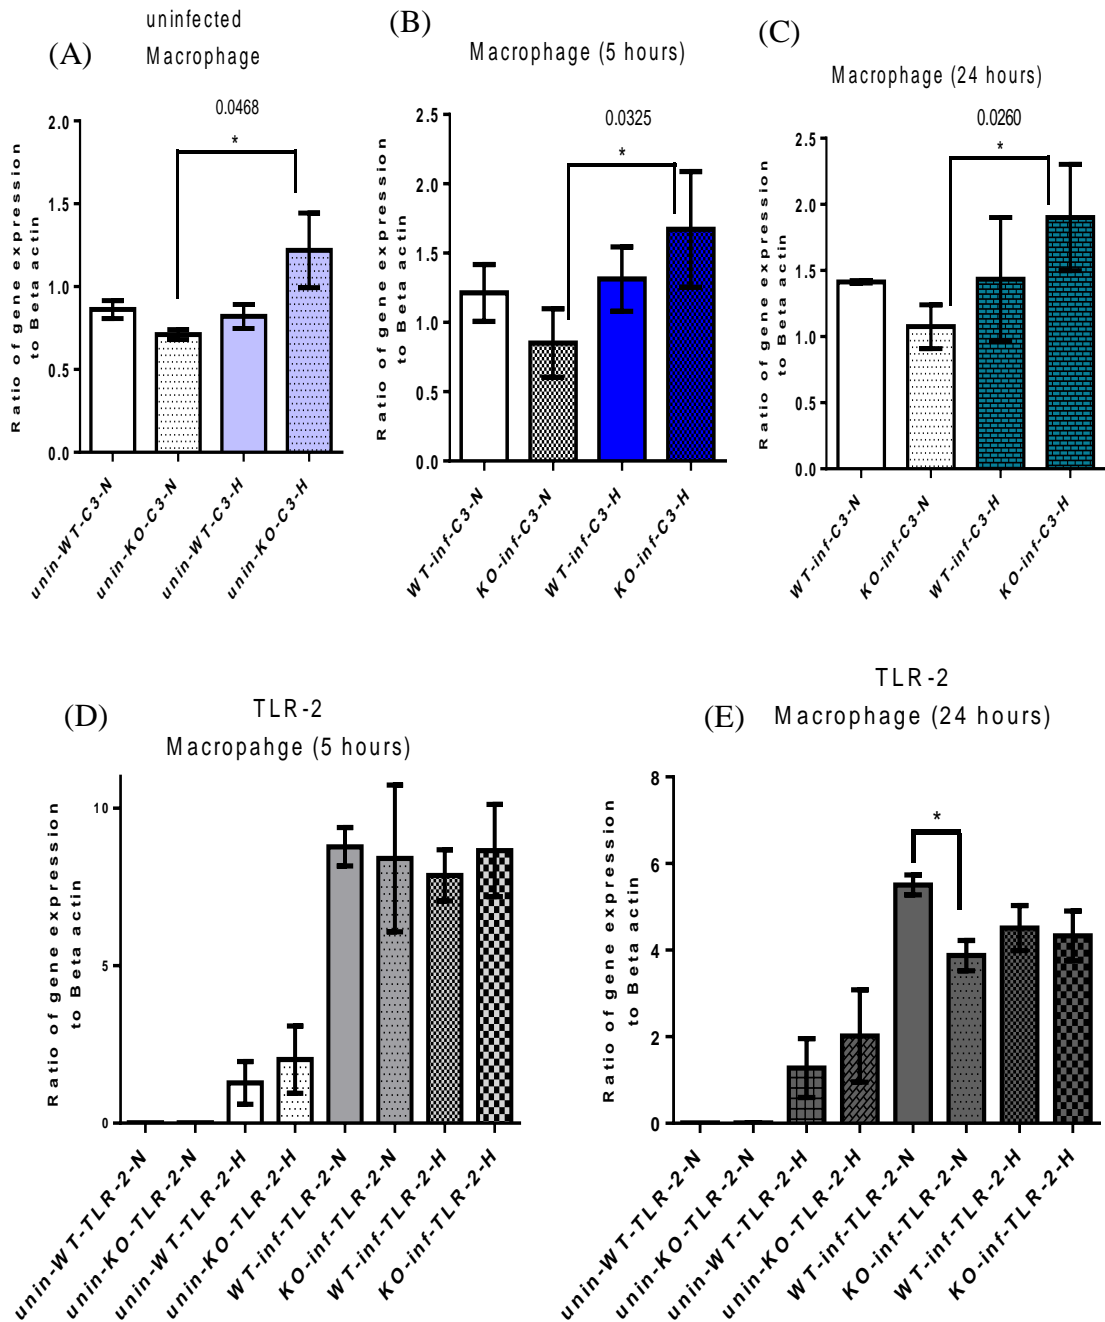 (A)
uninfected
Macrophage
0.0468
*
Ratio of gene expression
to Beta actin
2.0
1.5
1.0
0.5
0.0
unin-WT-C3-N
unin-KO-C3-N
unin-WT-C3-H
unin-KO-C3-H
(B)
Macrophage (5 hours)
0.0325
*
Ratio of gene expression
to Beta actin
2.5
2.0
1.5
1.0
0.5
0.0
WT-inf-C3-N
KO-inf-C3-N
WT-inf-C3-H
KO-inf-C3-H
(C)
Macrophage (24 hours)
0.0260
*
Ratio of gene expression
to Beta actin
2.5
2.0
1.5
1.0
0.5
0.0
WT-inf-C3-N
KO-inf-C3-N
WT-inf-C3-H
KO-inf-C3-H
(D)
TLR-2
Macropahge (5 hours)
Ratio of gene expression
to Beta actin
10
5
0
unin-WT-TLR-2-N
unin-KO-TLR-2-N
unin-WT-TLR-2-H
unin-KO-TLR-2-H
WT-inf-TLR-2-N
KO-inf-TLR-2-N
WT-inf-TLR-2-H
KO-inf-TLR-2-H
(E)
TLR-2
Macrophage (24 hours)
*
Ratio of gene expression
to Beta actin
8
6
4
2
0
unin-WT-TLR-2-N
unin-KO-TLR-2-N
unin-WT-TLR-2-H
unin-KO-TLR-2-H
WT-inf-TLR-2-N
KO-inf-TLR-2-N
WT-inf-TLR-2-H
KO-inf-TLR-2-H